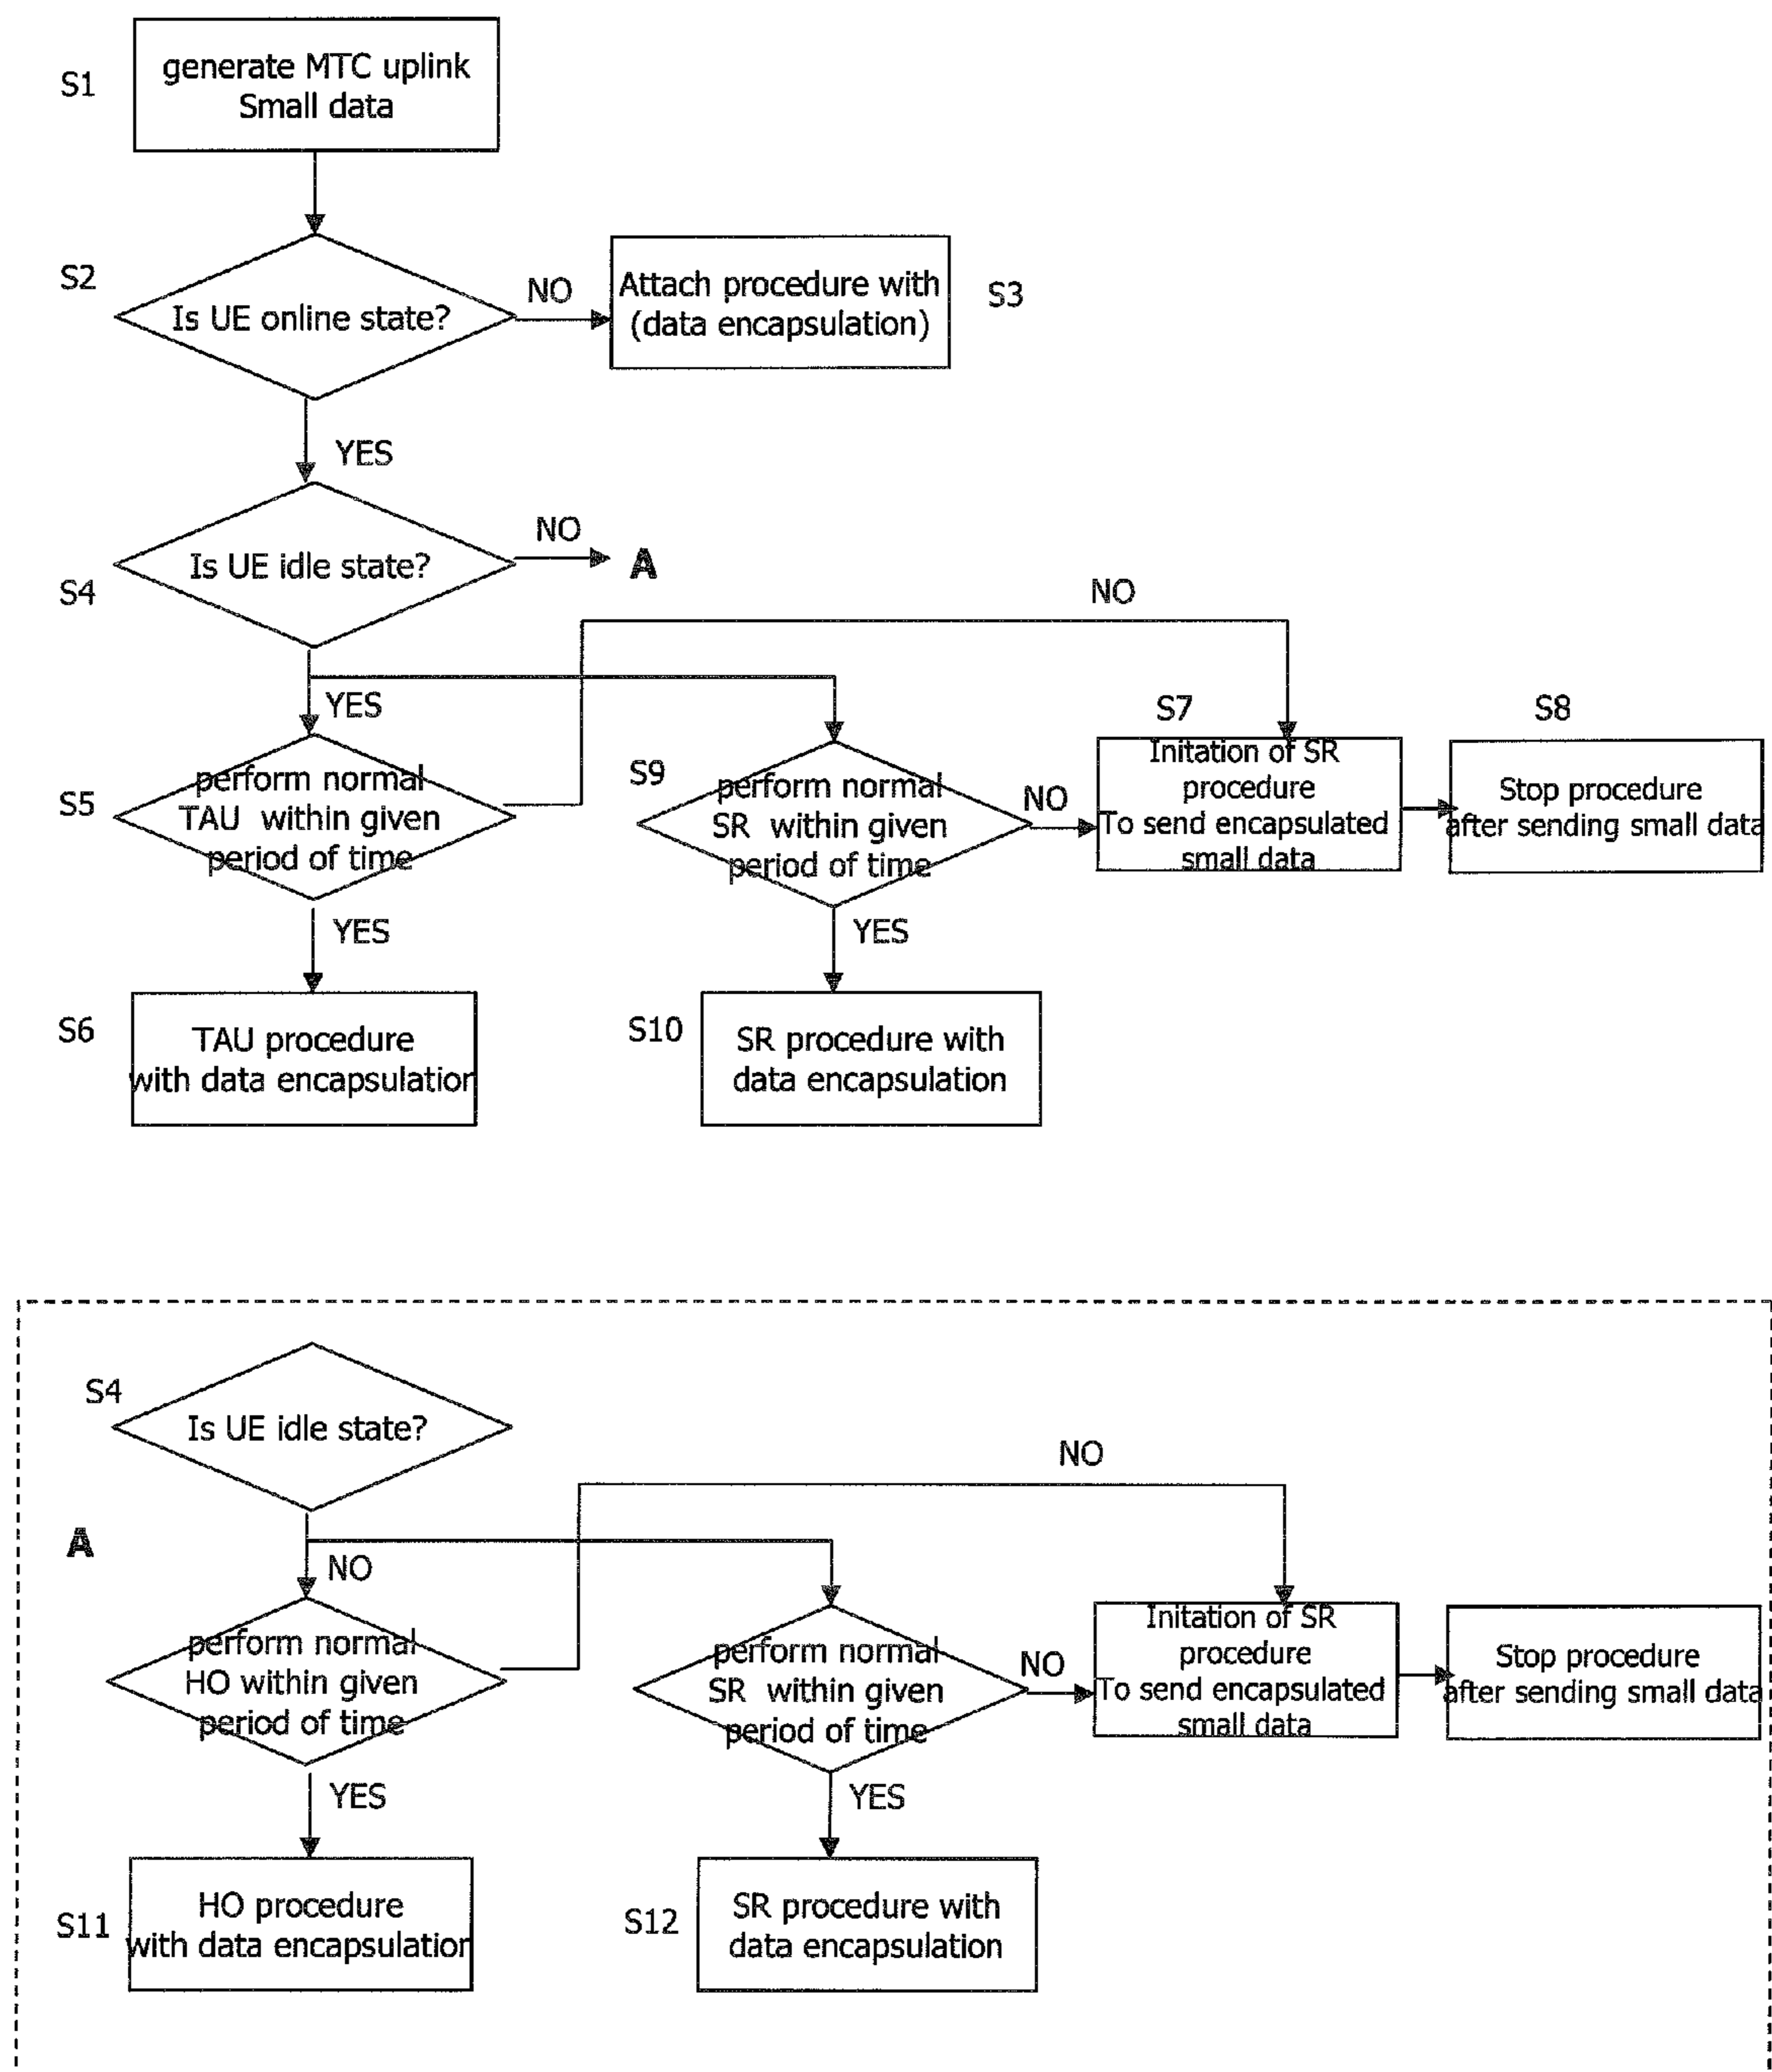 S1
generate MTC uplink
Small data
S2
Is UE online state?
NO
Attach procedure with
(data encapsulation)
S3
YES
S4
Is UE idle state?
NO
A
NO
YES
S5
perform normal
TAU within given
period of time
S9
perform normal
SR within given
period of time
NO
S7
Initation of SR
procedure
To send encapsulated
small data
S8
Stop procedure
after sending small data
YES
YES
S6
TAU procedure
with data encapsulation
S10
SR procedure with
data encapsulation
S4
Is UE idle state?
NO
A
NO
perform normal
HO within given
period of time
perform normal
SR within given
period of time
NO
Initation of SR
procedure
To send encapsulated
small data
Stop procedure
after sending small data
YES
YES
S11
HO procedure
with data encapsulation
S12
SR procedure with
data encapsulation